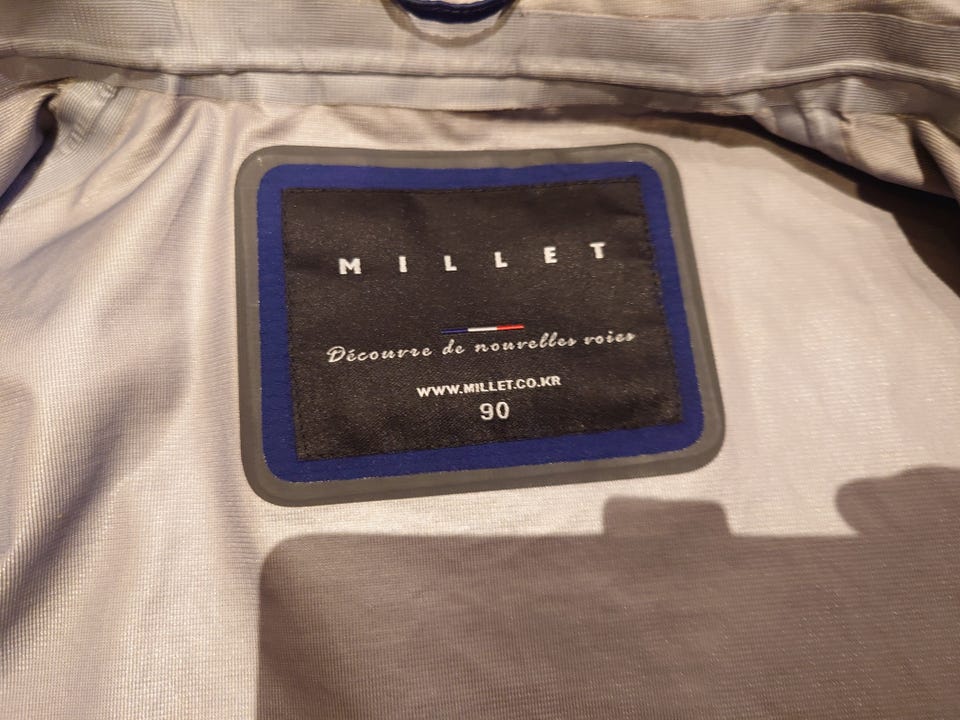 MILLET
Découvre de nouvelles voies
WWW.MILLET.CO.KR
90